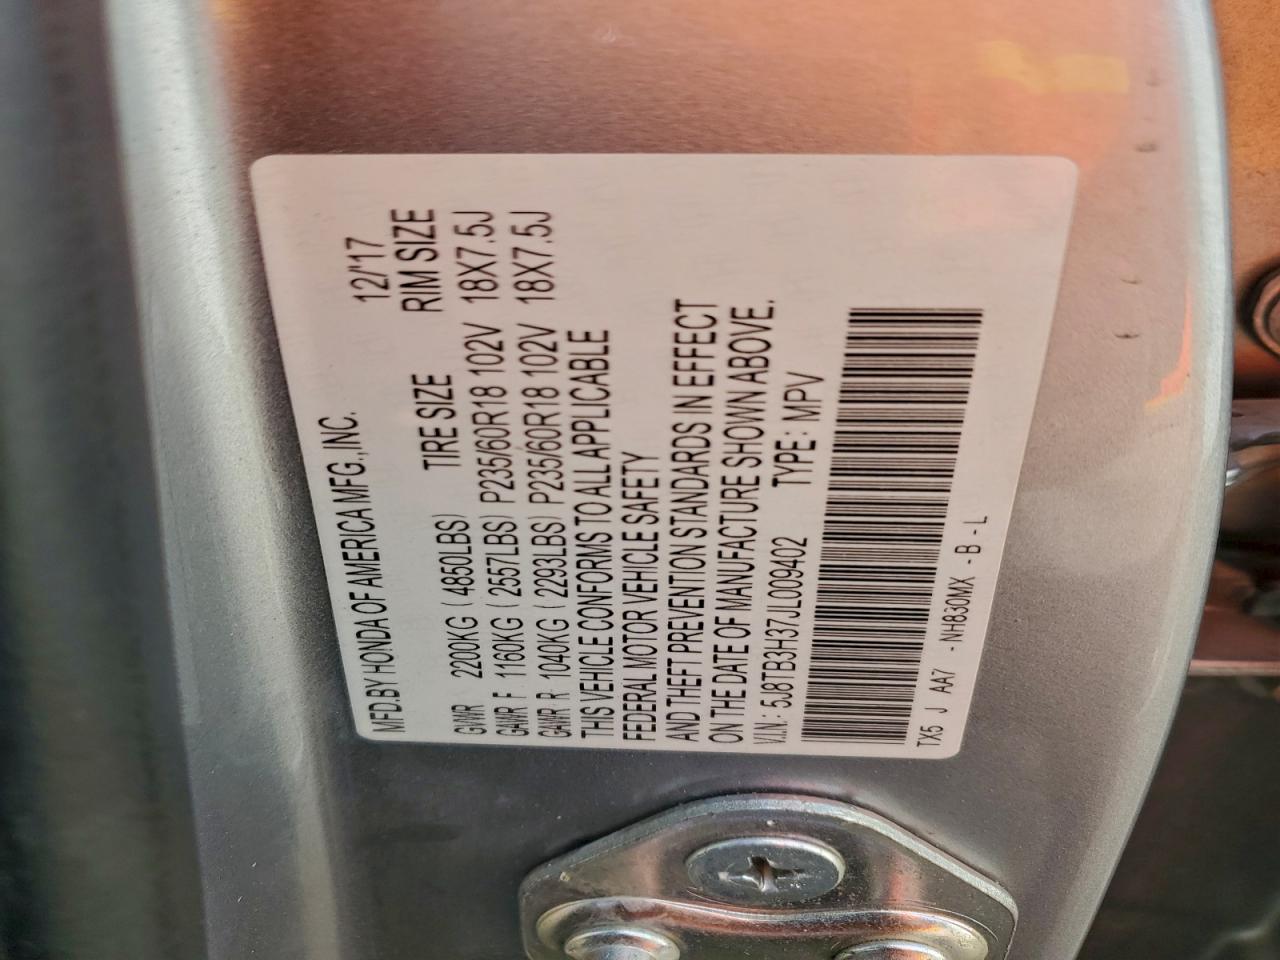 MFD.BY HONDA OF AMERICA MFG.,INC.
12/'17
TIRE SIZE RIM SIZE
GVWR 2200KG ( 4850LBS)
GAWR F 1160KG ( 2557LBS) P235/60R18 102V 18X7.5J
GAWR R 1040KG ( 2293LBS) P235/60R18 102V 18X7.5J
THIS VEHICLE CONFORMS TO ALL APPLICABLE
FEDERAL MOTOR VEHICLE SAFETY
AND THEFT PREVENTION STANDARDS IN EFFECT
ON THE DATE OF MANUFACTURE SHOWN ABOVE.
V.I.N.: 5J8TB3H37JL009402 TYPE: MPV
TX5 J AA7 -NH830MX - B - L